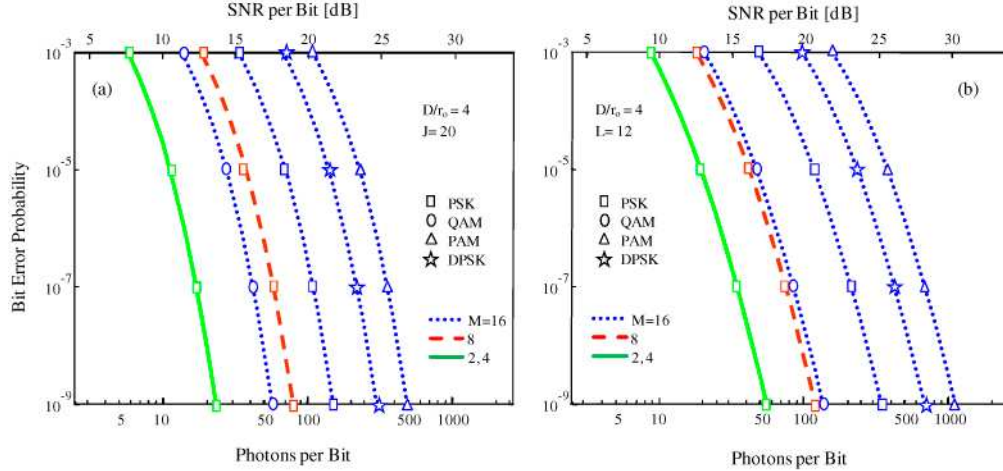 SNR per Bit [dB]
5 10 15 20 25 30
SNR per Bit [dB]
5 10 15 20 25 30
Bit Error Probability
10-3
10-5
10-7
10-9
(a)
D/ro = 4
J= 20
PSK
QAM
PAM
DPSK
M=16
8
2, 4
5 10 50 100 500 1000
Photons per Bit
10-3
10-5
10-7
10-9
(b)
D/ro = 4
L= 12
PSK
QAM
PAM
DPSK
M=16
8
2, 4
5 10 50 100 500 1000
Photons per Bit